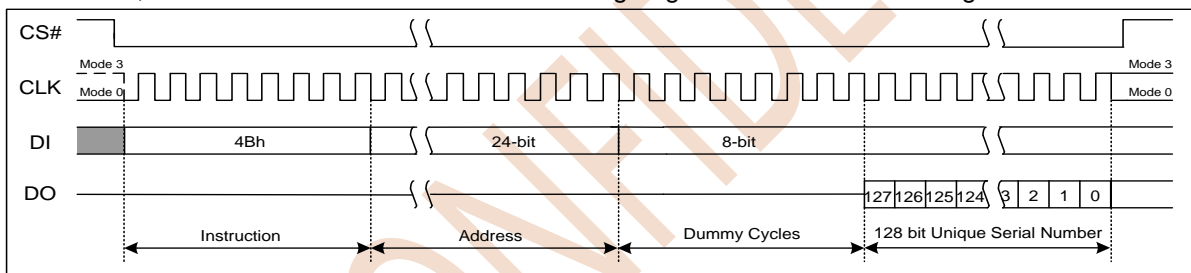 CS#
Mode 3
Mode 3
CLK
Mode 0
Mode 0
DI
4Bh
24-bit
8-bit
DO
127 126 125 124 3 2 1 0
Instruction
Address
Dummy Cycles
128 bit Unique Serial Number